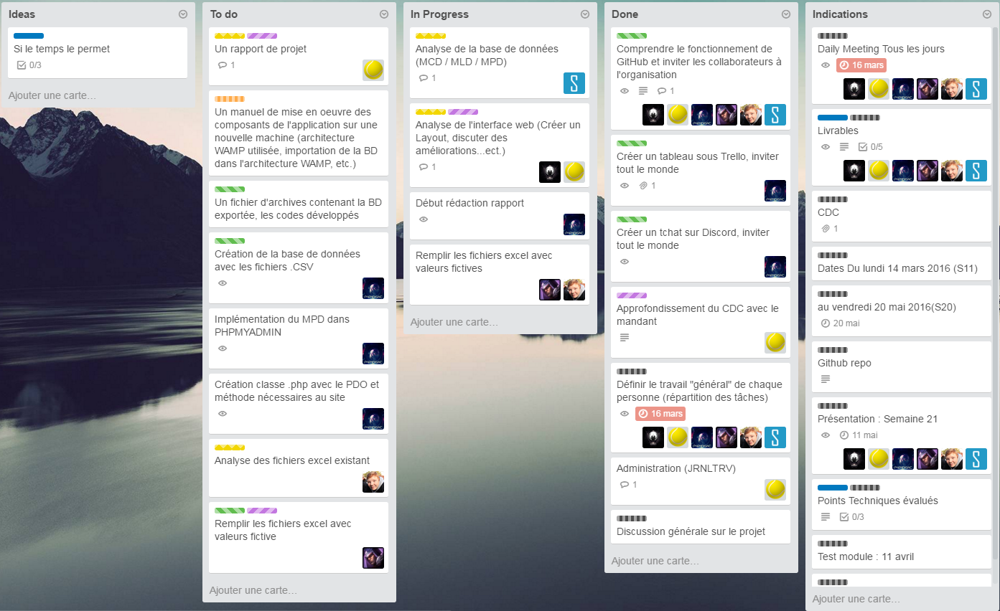 Ideas
Si le temps le permet
0/3
Ajouter une carte…
To do
Un rapport de projet
1
Un manuel de mise en oeuvre des
composants de l'application sur une
nouvelle machine (architecture
WAMP utilisée, importation de la BD
dans l'architecture WAMP, etc.)
Un fichier d'archives contenant la BD
exportée, les codes développés
Création de la base de données
avec les fichiers .CSV
Implémentation du MPD dans
PHPMYADMIN
Création classe .php avec le PDO et
méthode nécessaires au site
Analyse des fichiers excel existant
Remplir les fichiers excel avec
valeurs fictive
Ajouter une carte…
In Progress
Analyse de la base de données
(MCD / MLD / MPD)
1
Analyse de l'interface web (Créer un
Layout, discuter des
améliorations...ect.)
1
Début rédaction rapport
Remplir les fichiers excel avec
valeurs fictives
Ajouter une carte…
Done
Comprendre le fonctionnement de
GitHub et inviter les collaborateurs à
l'organisation
1
Créer un tableau sous Trello, inviter
tout le monde
1
Créer un tchat sur Discord, inviter
tout le monde
Approfondissement du CDC avec le
mandant
Définir le travail "général" de chaque
personne (répartition des tâches)
16 mars
Administration (JRNLTRV)
1
Discussion générale sur le projet
Ajouter une carte…
Indications
Daily Meeting Tous les jours
16 mars
Livrables
0/5
CDC
1
Dates Du lundi 14 mars 2016 (S11)
au vendredi 20 mai 2016(S20)
20 mai
Github repo
Présentation : Semaine 21
11 mai
Points Techniques évalués
0/3
Test module : 11 avril
Ajouter une carte…